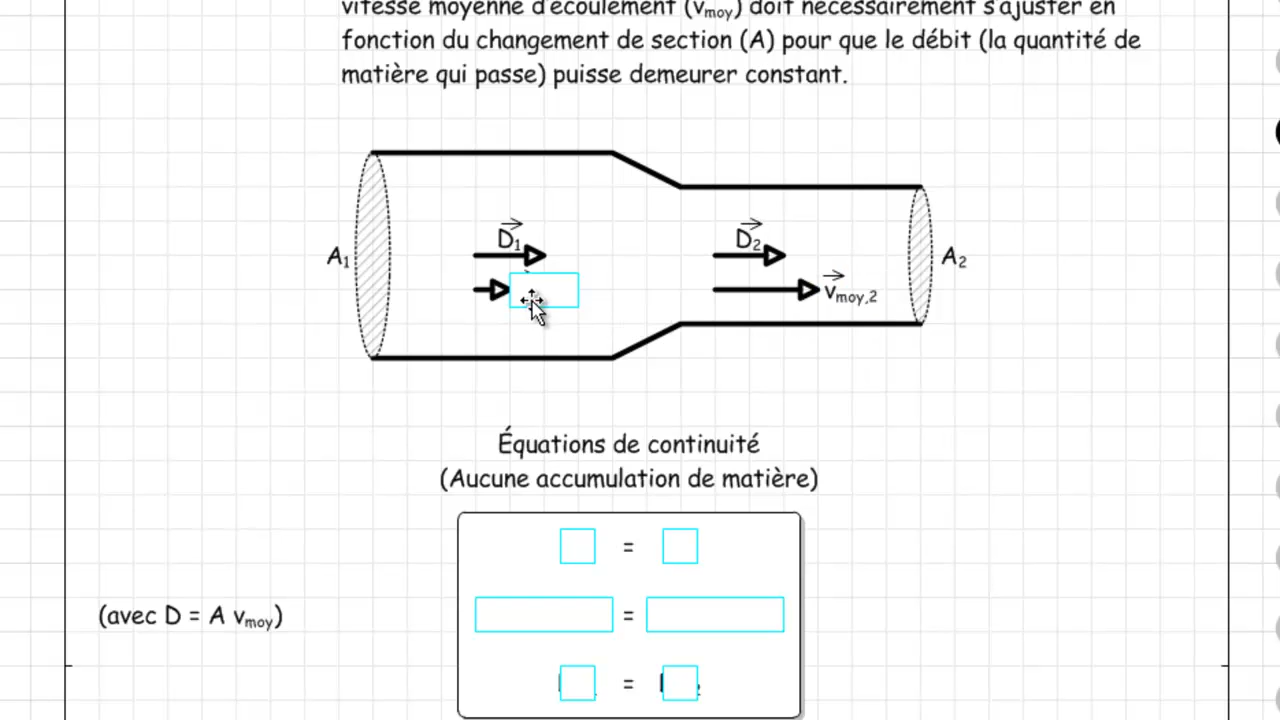 vitesse moyenne d'écoulement (vmoy) doit nécessairement s'ajuster en
fonction du changement de section (A) pour que le débit (la quantité de
matière qui passe) puisse demeurer constant.
D1
D2
A1
A2
vmoy,2
Équations de continuité
(Aucune accumulation de matière)
=
(avec D = A vmoy)
=
=